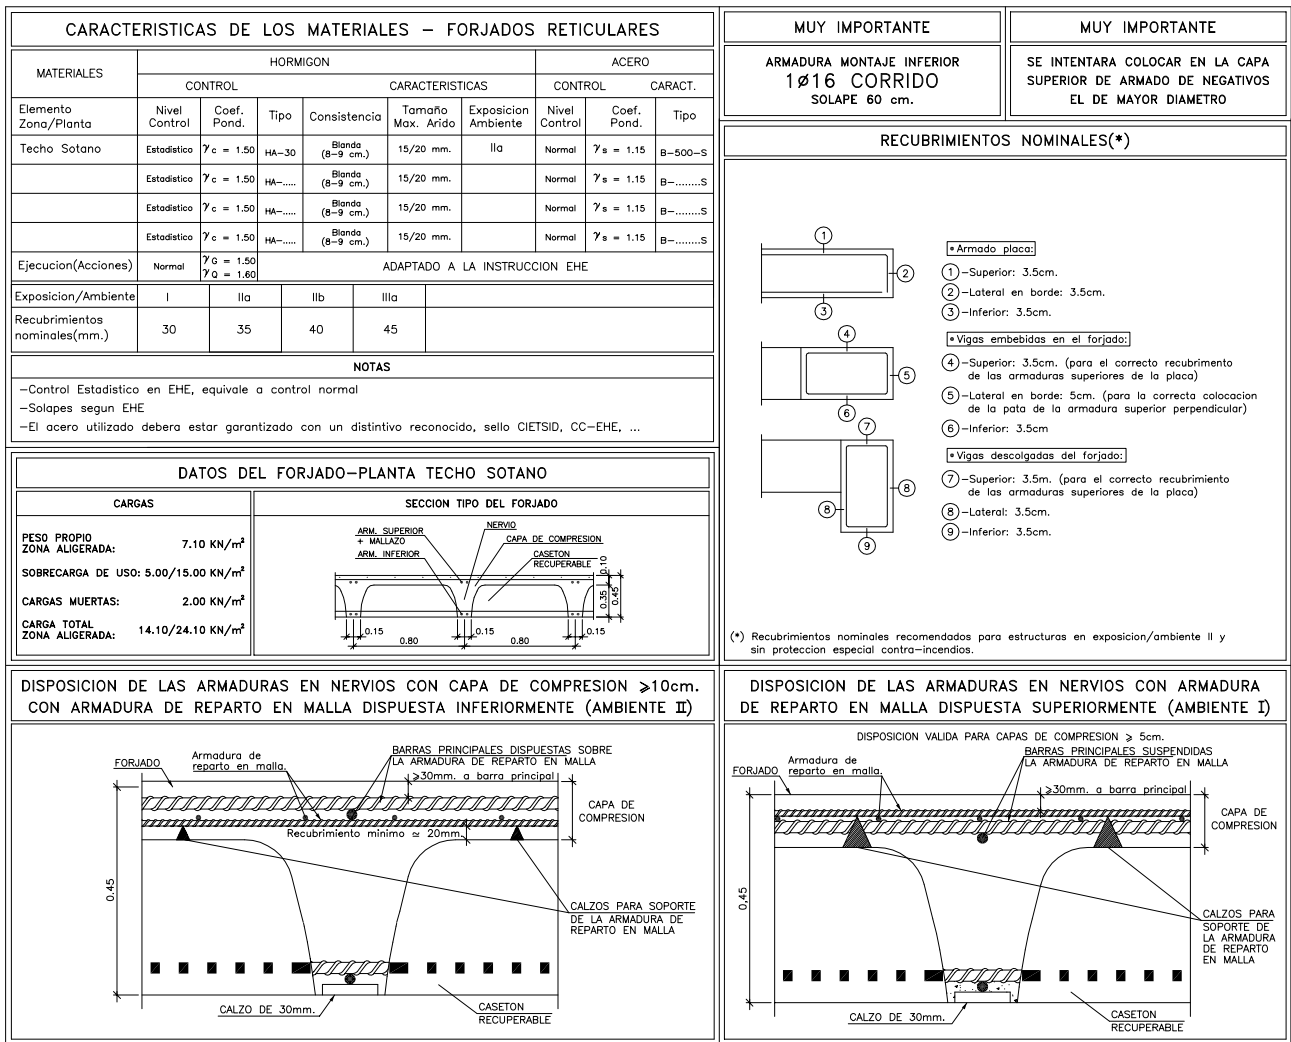 CARACTERISTICAS DE LOS MATERIALES - FORJADOS RETICULARES
MATERIALES
HORMIGON
ACERO
CONTROL
CARACTERISTICAS
CONTROL
CARACT.
Elemento
Zona/Planta
Nivel
Control
Coef.
Pond.
Tipo
Consistencia
Tamaño
Max. Arido
Exposicion
Ambiente
Nivel
Control
Coef.
Pond.
Tipo
Techo Sotano Estadistico γc = 1.50 HA-30 Blanda (8-9 cm.) 15/20 mm. IIa Normal γs = 1.15 B-500-S
Estadistico γc = 1.50 HA-..... Blanda (8-9 cm.) 15/20 mm. Normal γs = 1.15 B-........S
Estadistico γc = 1.50 HA-..... Blanda (8-9 cm.) 15/20 mm. Normal γs = 1.15 B-........S
Estadistico γc = 1.50 HA-..... Blanda (8-9 cm.) 15/20 mm. Normal γs = 1.15 B-........S
Ejecucion(Acciones) Normal
γG = 1.50
γQ = 1.60
ADAPTADO A LA INSTRUCCION EHE
Exposicion/Ambiente I IIa IIb IIIa
Recubrimientos
nominales(mm.)
30 35 40 45
NOTAS
-Control Estadistico en EHE, equivale a control normal
-Solapes segun EHE
-El acero utilizado debera estar garantizado con un distintivo reconocido, sello CIETSID, CC-EHE, ...
MUY IMPORTANTE
ARMADURA MONTAJE INFERIOR
1ø16 CORRIDO
SOLAPE 60 cm.
MUY IMPORTANTE
SE INTENTARA COLOCAR EN LA CAPA
SUPERIOR DE ARMADO DE NEGATIVOS
EL DE MAYOR DIAMETRO
RECUBRIMIENTOS NOMINALES(*)
1
2
3
4
5
6
7
8
8
9
• Armado placa:
1 -Superior: 3.5cm.
2 -Lateral en borde: 3.5cm.
3 -Inferior: 3.5cm.
• Vigas embebidas en el forjado:
4 -Superior: 3.5cm. (para el correcto recubrimento
de las armaduras superiores de la placa)
5 -Lateral en borde: 5cm. (para la correcta colocacion
de la pata de la armadura superior perpendicular)
6 -Inferior: 3.5cm
• Vigas descolgadas del forjado:
7 -Superior: 3.5m. (para el correcto recubrimiento
de las armaduras superiores de la placa)
8 -Lateral: 3.5cm.
9 -Inferior: 3.5cm.
(*) Recubrimientos nominales recomendados para estructuras en exposicion/ambiente II y
sin proteccion especial contra-incendios.
DATOS DEL FORJADO-PLANTA TECHO SOTANO
CARGAS
PESO PROPIO
ZONA ALIGERADA: 7.10 KN/m²
SOBRECARGA DE USO: 5.00/15.00 KN/m²
CARGAS MUERTAS: 2.00 KN/m²
CARGA TOTAL
ZONA ALIGERADA: 14.10/24.10 KN/m²
SECCION TIPO DEL FORJADO
ARM. SUPERIOR
+ MALLAZO
ARM. INFERIOR
NERVIO
CAPA DE COMPRESION
CASETON
RECUPERABLE
0.10
0.35
0.45
0.15
0.15
0.15
0.80
0.80
DISPOSICION DE LAS ARMADURAS EN NERVIOS CON CAPA DE COMPRESION ⩾10cm.
CON ARMADURA DE REPARTO EN MALLA DISPUESTA INFERIORMENTE (AMBIENTE II)
FORJADO
Armadura de
reparto en malla.
BARRAS PRINCIPALES DISPUESTAS SOBRE
LA ARMADURA DE REPARTO EN MALLA
⩾30mm. a barra principal
CAPA DE
COMPRESION
Recubrimiento minimo ≃ 20mm.
0.45
CALZOS PARA SOPORTE
DE LA ARMADURA DE
REPARTO EN MALLA
CALZO DE 30mm.
CASETON
RECUPERABLE
DISPOSICION DE LAS ARMADURAS EN NERVIOS CON ARMADURA
DE REPARTO EN MALLA DISPUESTA SUPERIORMENTE (AMBIENTE I)
DISPOSICION VALIDA PARA CAPAS DE COMPRESION ⩾ 5cm.
FORJADO
Armadura de
reparto en malla.
BARRAS PRINCIPALES SUSPENDIDAS
LA ARMADURA DE REPARTO EN MALLA
⩾30mm. a barra principal
CAPA DE
COMPRESION
0,45
CALZOS PARA
SOPORTE DE
LA ARMADURA
DE REPARTO
EN MALLA
CALZO DE 30mm.
CASETON
RECUPERABLE